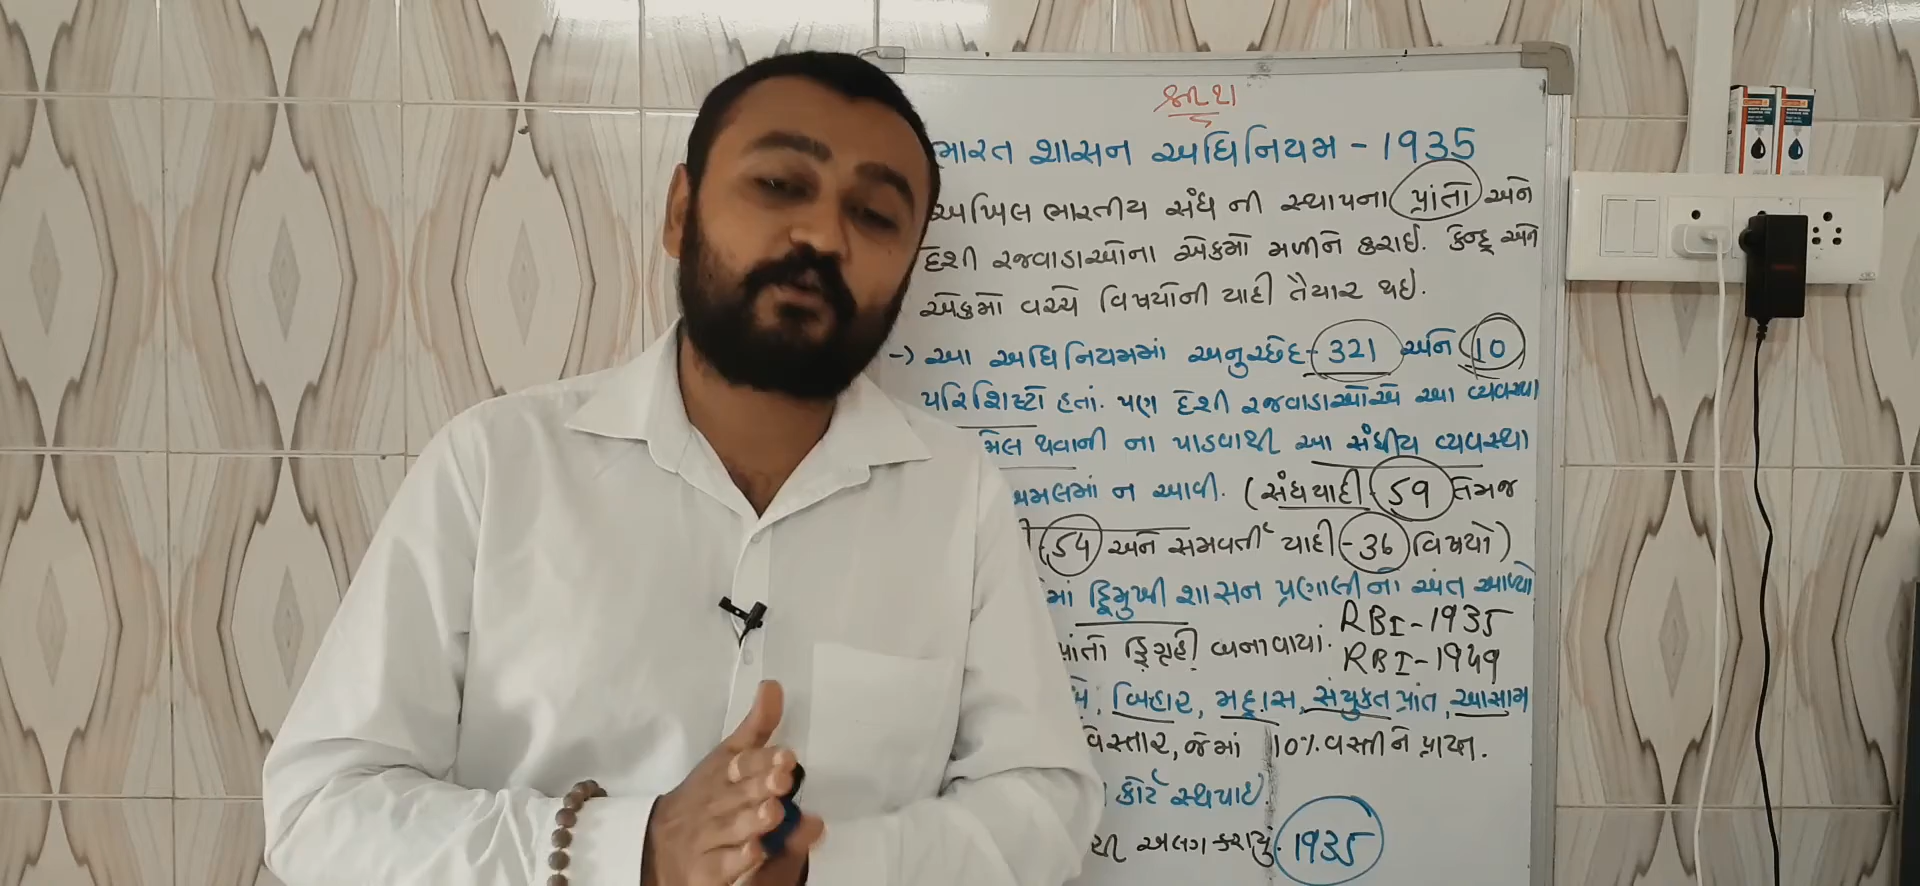 ભારત શાસન અધિનિયમ - 1935
અખિલ ભારતીય સંઘ ની સ્થાપના પ્રાંતો અને
દેશી રજવાડાઓના એકમો મળીને કરાઈ. કેન્દ્ર અને
એકમો વચ્ચે વિષયોની યાદી તૈયાર થઈ.
-> આ અધિનિયમમાં અનુચ્છેદ - 321 અને 10
પરિશિષ્ટો હતાં. પણ દેશી રજવાડાઓએ આ વ્યવસ્થા
મેલ થવાની ના પાડવાથી આ સંઘીય વ્યવસ્થા
અમલમાં ન આવી. (સંઘયાદી - 59 તેમજ
54 અને સમવર્તી યાદી - 36 વિષયો)
માં દ્વિમુખી શાસન પ્રણાલીનો અંત આવ્યો
પ્રાંતો દ્વિગૃહી બનાવાયાં. RBI - 1935
RBI - 1949
બિહાર, મદ્રાસ, સંયુક્ત પ્રાંત, આસામ
વિસ્તાર, જેમાં 10% વસ્તીને પ્રાપ્ત.
કોર્ટ સ્થપાઈ.
થી અલગ કરાયું. 1935